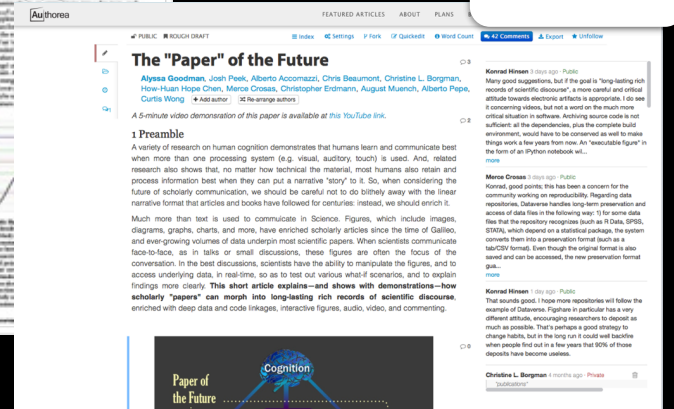 Authorea
FEATURED ARTICLES ABOUT PLANS
PUBLIC ROUGH DRAFT
Index Settings Fork Quickedit Word Count 42 Comments Export Unfollow
The "Paper" of the Future
3
Alyssa Goodman, Josh Peek, Alberto Accomazzi, Chris Beaumont, Christine L. Borgman,
How-Huan Hope Chen, Merce Crosas, Christopher Erdmann, August Muench, Alberto Pepe,
Curtis Wong + Add author Re-arrange authors
A 5-minute video demonsration of this paper is available at this YouTube link.
2
1 Preamble
A variety of research on human cognition demonstrates that humans learn and communicate best
when more than one processing system (e.g. visual, auditory, touch) is used. And, related
research also shows that, no matter how technical the material, most humans also retain and
process information best when they can put a narrative "story" to it. So, when considering the
future of scholarly communication, we should be careful not to do blithely away with the linear
narrative format that articles and books have followed for centuries: instead, we should enrich it.
Much more than text is used to commuicate in Science. Figures, which include images,
diagrams, graphs, charts, and more, have enriched scholarly articles since the time of Galileo,
and ever-growing volumes of data underpin most scientific papers. When scientists communicate
face-to-face, as in talks or small discussions, these figures are often the focus of the
conversation. In the best discussions, scientists have the ability to manipulate the figures, and to
access underlying data, in real-time, so as to test out various what-if scenarios, and to explain
findings more clearly. This short article explains—and shows with demonstrations—how
scholarly "papers" can morph into long-lasting rich records of scientific discourse,
enriched with deep data and code linkages, interactive figures, audio, video, and commenting.
0
Cognition
Paper of
the Future
Konrad Hinsen 3 days ago · Public
Many good suggestions, but if the goal is "long-lasting rich
records of scientific discourse", a more careful and critical
attitude towards electronic artifacts is appropriate. I do see
it concerning videos, but not a word on the much more
critical situation in software. Archiving source code is not
sufficient: all the dependencies, plus the complete build
environment, would have to be conserved as well to make
things work a few years from now. An "executable figure" in
the form of an IPython notebook wil...
more
Merce Crosas 3 days ago · Public
Konrad, good points; this has been a concern for the
community working on reproducibility. Regarding data
repositories, Dataverse handles long-term preservation and
access of data files in the following way: 1) for some data
files that the repository recognizes (such as R Data, SPSS,
STATA), which depend on a statistical package, the system
converts them into a preservation format (such as a
tab/CSV format). Even though the original format is also
saved and can be accessed, the new preservation format
gua...
more
Konrad Hinsen 1 day ago · Public
That sounds good. I hope more repositories will follow the
example of Dataverse. Figshare in particular has a very
different attitude, encouraging researchers to deposit as
much as possible. That's perhaps a good strategy to
change habits, but in the long run it could well backfire
when people find out in a few years that 90% of those
deposits have become useless.
Christine L. Borgman 4 months ago · Private
"publications"